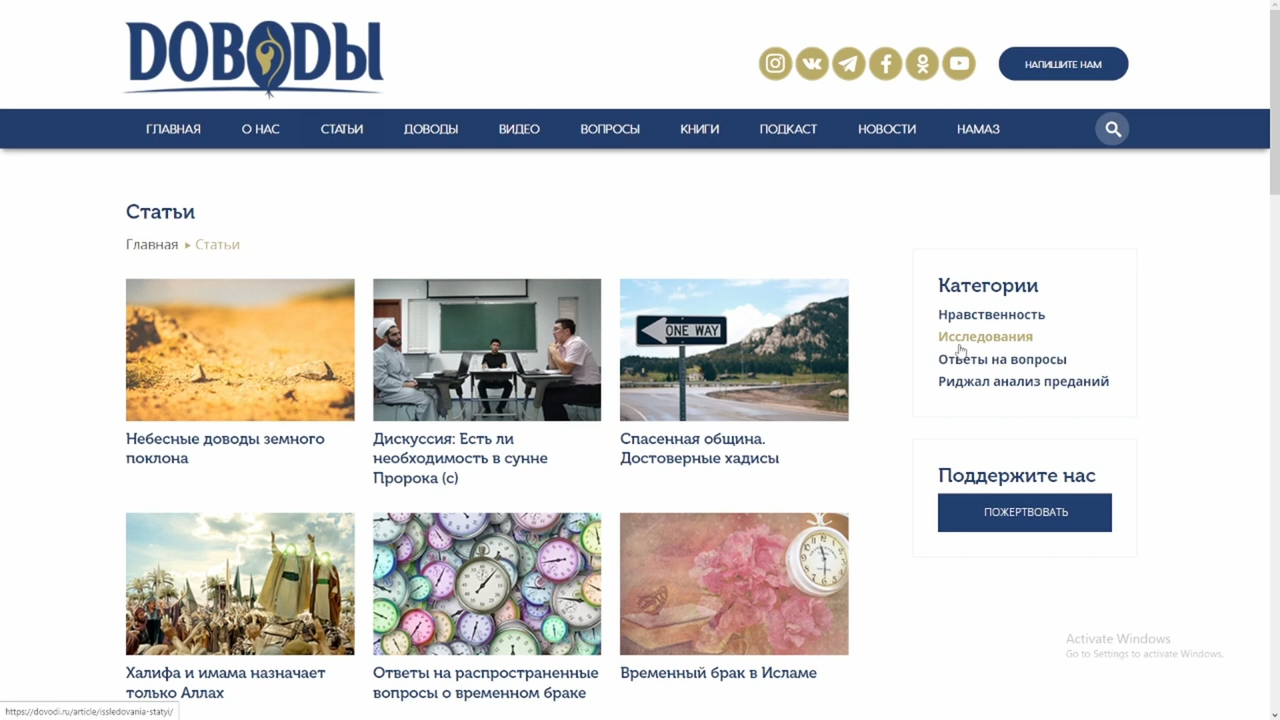 DОВОДЫ
НАПИШИТЕ НАМ
ГЛАВНАЯ О НАС СТАТЬИ ДОВОДЫ ВИДЕО ВОПРОСЫ КНИГИ ПОДКАСТ НОВОСТИ НАМАЗ
Статьи
Главная ▸ Статьи
ONE WAY
Небесные доводы земного
поклона
Дискуссия: Есть ли
необходимость в сунне
Пророка (с)
Спасенная община.
Достоверные хадисы
Халифа и имама назначает
только Аллах
Ответы на распространенные
вопросы о временном браке
Временный брак в Исламе
Категории
Нравственность
Исследования
Ответы на вопросы
Риджал анализ преданий
Поддержите нас
ПОЖЕРТВОВАТЬ
Activate Windows
Go to Settings to activate Windows.
https://dovodi.ru/article/issledovania-statyi/